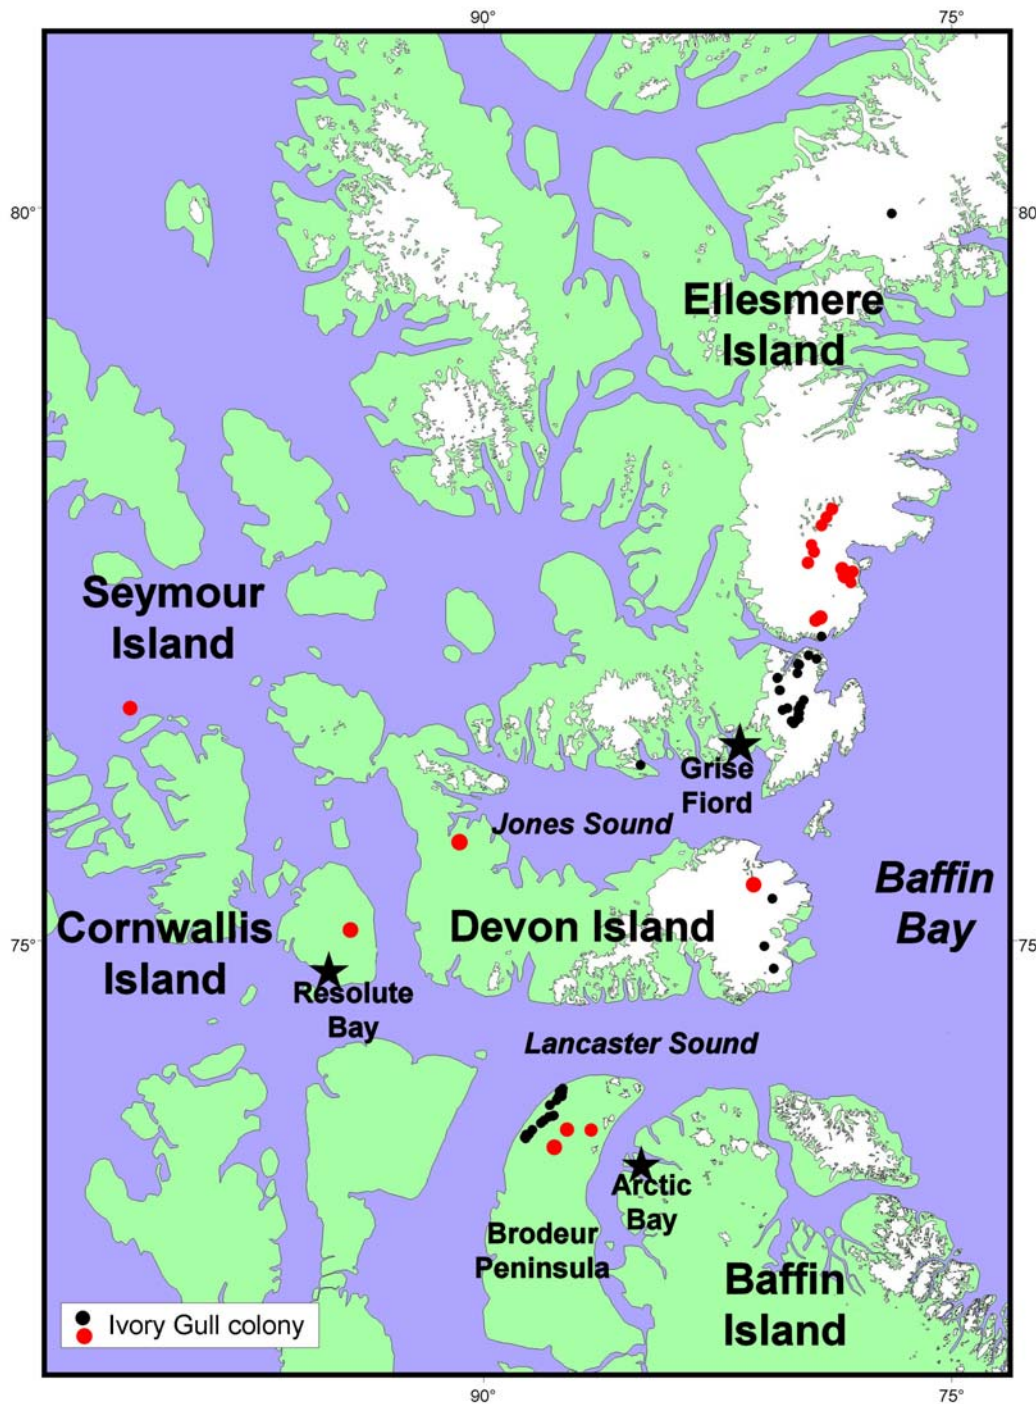 90°
75°
80°
80°
Ellesmere
Island
Seymour
Island
Grise
Fiord
Jones Sound
Baffin
Bay
Cornwallis
Island
Devon Island
75°
75°
Resolute
Bay
Lancaster Sound
Arctic
Bay
Brodeur
Peninsula
Baffin
Island
Ivory Gull colony
90°
75°